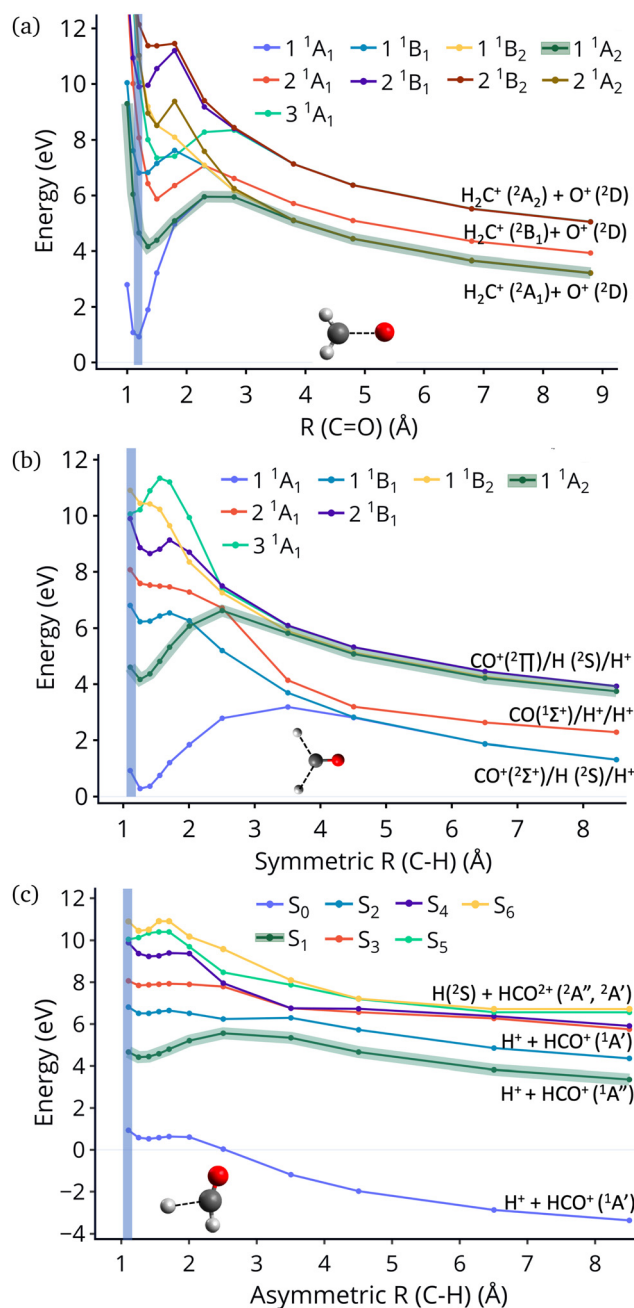 (a)
12
10
8
6
4
2
0
Energy (eV)
1 ¹A₁ 1 ¹B₁ 1 ¹B₂ 1 ¹A₂
2 ¹A₁ 2 ¹B₁ 2 ¹B₂ 2 ¹A₂
3 ¹A₁
H₂C⁺ (²A₂) + O⁺ (²D)
H₂C⁺ (²B₁)+ O⁺ (²D)
H₂C⁺ (²A₁)+ O⁺ (²D)
1 2 3 4 5 6 7 8 9
R (C=O) (Å)
(b)
12
10
8
6
4
2
0
Energy (eV)
1 ¹A₁ 1 ¹B₁ 1 ¹B₂ 1 ¹A₂
2 ¹A₁ 2 ¹B₁
3 ¹A₁
CO⁺(²Π)/H (²S)/H⁺
CO(¹Σ⁺)/H⁺/H⁺
CO⁺(²Σ⁺)/H (²S)/H⁺
1 2 3 4 5 6 7 8
Symmetric R (C-H) (Å)
(c)
12
10
8
6
4
2
0
−2
−4
Energy (eV)
S₀ S₂ S₄ S₆
S₁ S₃ S₅
H(²S) + HCO²⁺ (²A″, ²A′)
H⁺ + HCO⁺ (¹A′)
H⁺ + HCO⁺ (¹A″)
H⁺ + HCO⁺ (¹A′)
1 2 3 4 5 6 7 8
Asymmetric R (C-H) (Å)